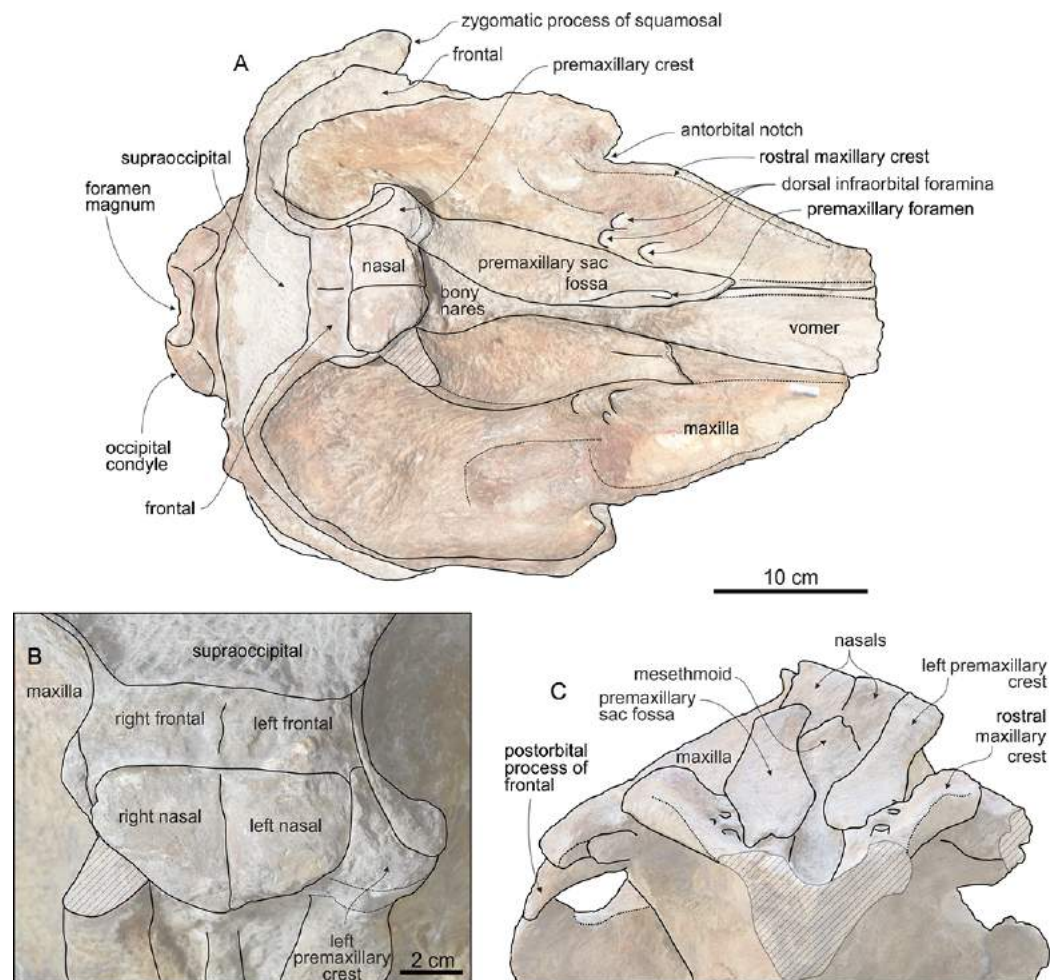 A
zygomatic process of squamosal
frontal
premaxillary crest
antorbital notch
rostral maxillary crest
supraoccipital
dorsal infraorbital foramina
foramen
magnum
premaxillary foramen
nasal
premaxillary sac
fossa
bony
nares
vomer
maxilla
occipital
condyle
frontal
10 cm
B
supraoccipital
maxilla
right frontal
left frontal
right nasal
left nasal
left
premaxillary
crest
2 cm
C
nasals
mesethmoid
left premaxillary
crest
premaxillary
sac fossa
rostral
maxillary
crest
maxilla
postorbital
process of
frontal